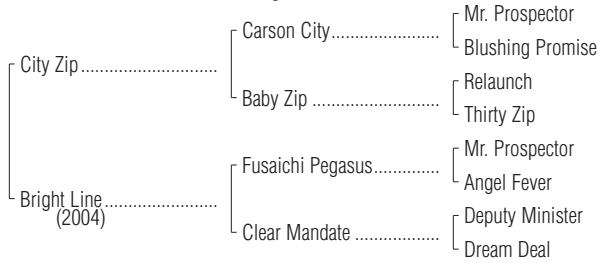 Mr. Prospector
Carson City
Blushing Promise
City Zip
Relaunch
Baby Zip
Thirty Zip
Mr. Prospector
Fusaichi Pegasus
Angel Fever
Bright Line
(2004)
Deputy Minister
Clear Mandate
Dream Deal